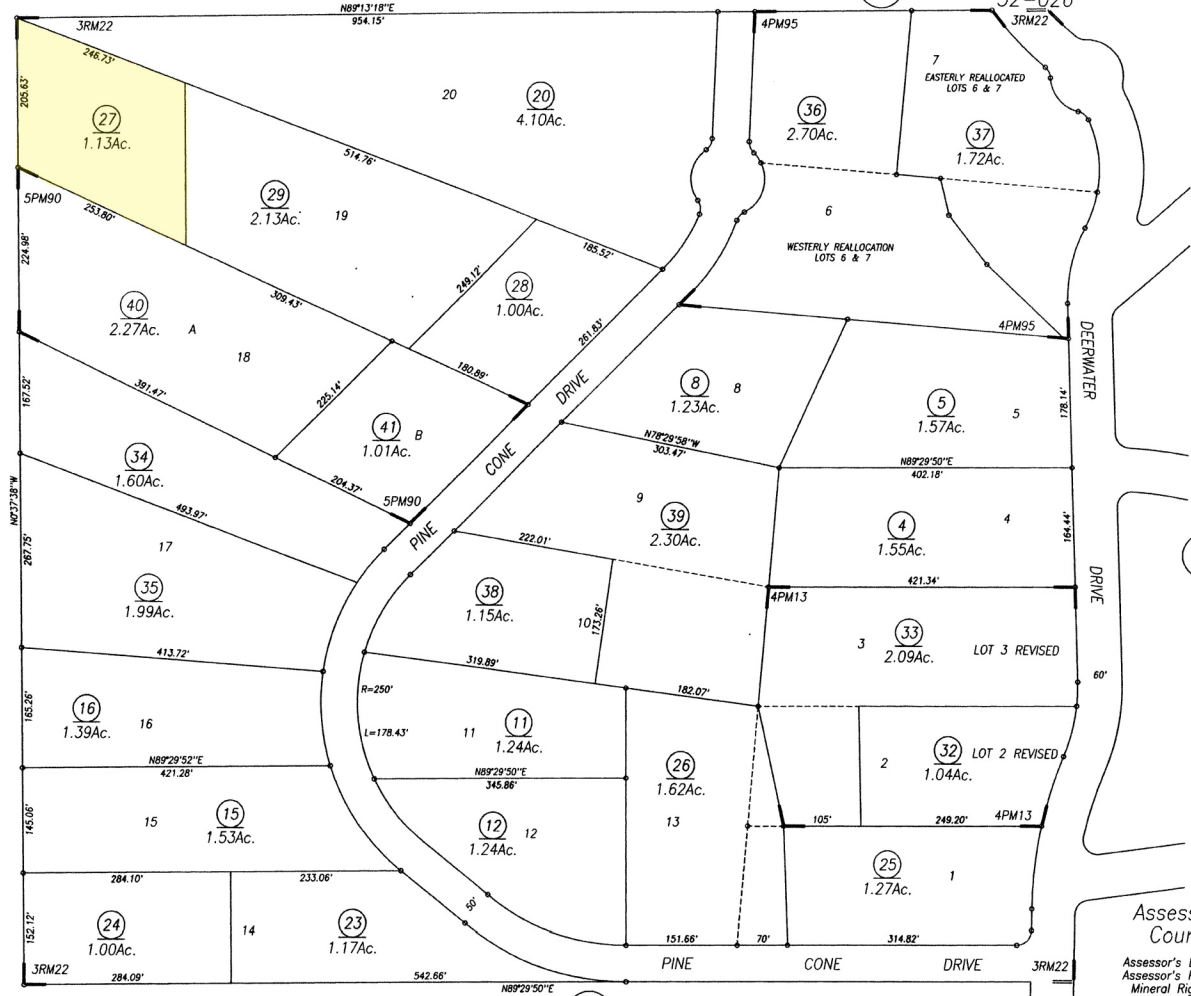 N89°13'18"E
954.15'
52-020
3RM22
4PM95
3RM22
246.73'
205.63'
27
1.13Ac.
20
20
4.10Ac.
7
EASTERLY REALLOCATED
LOTS 6 & 7
36
2.70Ac.
37
1.72Ac.
514.76'
5PM90
253.80'
29
2.13Ac.
19
6
WESTERLY REALLOCATION
LOTS 6 & 7
185.52'
224.98'
249.12'
28
1.00Ac.
40
2.27Ac.
A
18
309.43'
261.83'
4PM95
DEERWATER
180.89'
DRIVE
167.52'
391.47'
225.14'
8
1.23Ac.
8
5
1.57Ac.
5
178.14'
41
1.01Ac.
B
N78°29'58"W
303.47'
N89°29'50"E
402.18'
34
1.60Ac.
CONE
204.37'
5PM90
N0°37'38"W
493.97'
9
39
2.30Ac.
4
1.55Ac.
4
164.44'
PINE
222.01'
17
267.75'
35
1.99Ac.
38
1.15Ac.
10
173.26'
421.34'
4PM13
DRIVE
33
2.09Ac.
3
LOT 3 REVISED
413.72'
319.89'
60'
R=250'
182.07'
165.26'
16
1.39Ac.
16
L=178.43'
11
11
1.24Ac.
32
1.04Ac.
LOT 2 REVISED
2
N89°29'52"E
421.28'
N89°29'50"E
345.86'
26
1.62Ac.
13
145.06'
15
15
1.53Ac.
12
1.24Ac.
12
105'
249.20'
4PM13
284.10'
233.06'
25
1.27Ac.
1
50'
152.12'
24
1.00Ac.
14
23
1.17Ac.
151.66'
70'
314.82'
3RM22
284.09'
542.66'
N89°29'50"E
PINE
CONE
DRIVE
3RM22
Assess
Coun
Assessor's
Assessor's
Mineral Rig